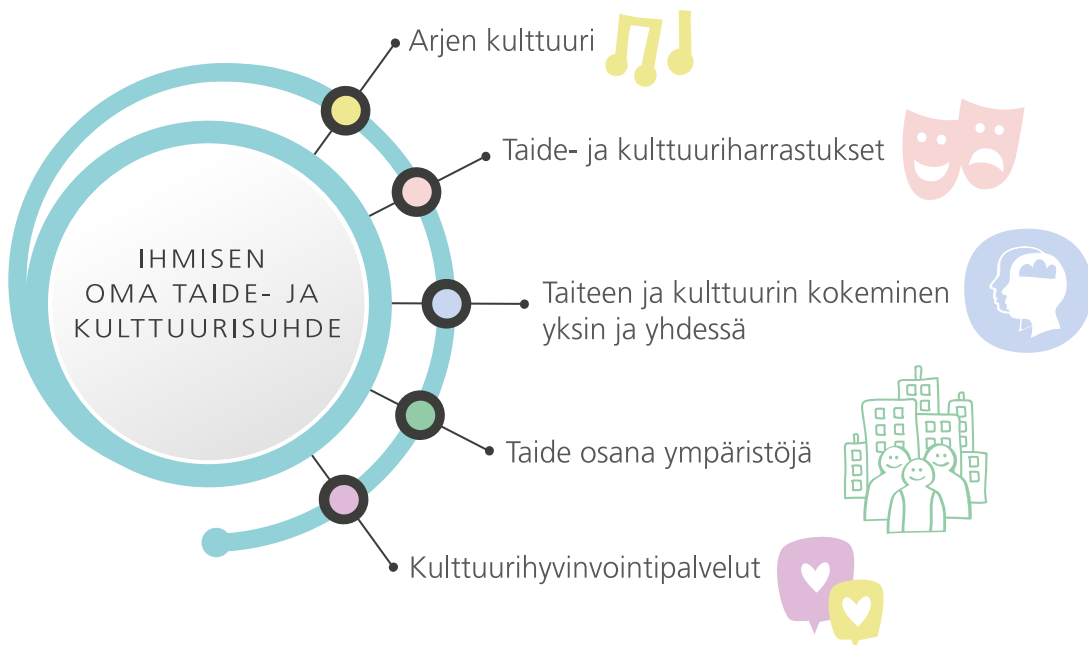 Arjen kulttuuri
Taide- ja kulttuuriharrastukset
IHMISEN
OMA TAIDE- JA
KULTTUURISUHDE
Taiteen ja kulttuurin kokeminen
yksin ja yhdessä
Taide osana ympäristöjä
Kulttuurihyvinvointipalvelut